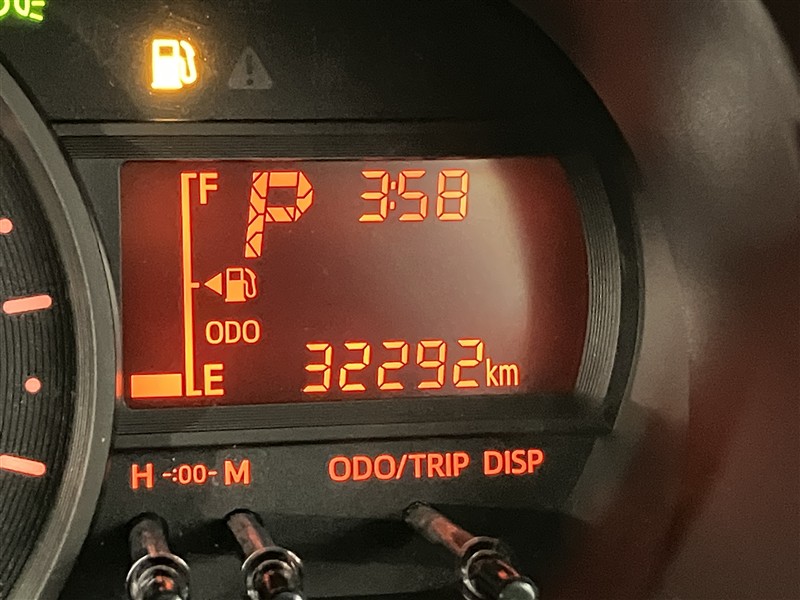 F P 3:58
ODO
E 32292km
H -:00- M ODO/TRIP DISP